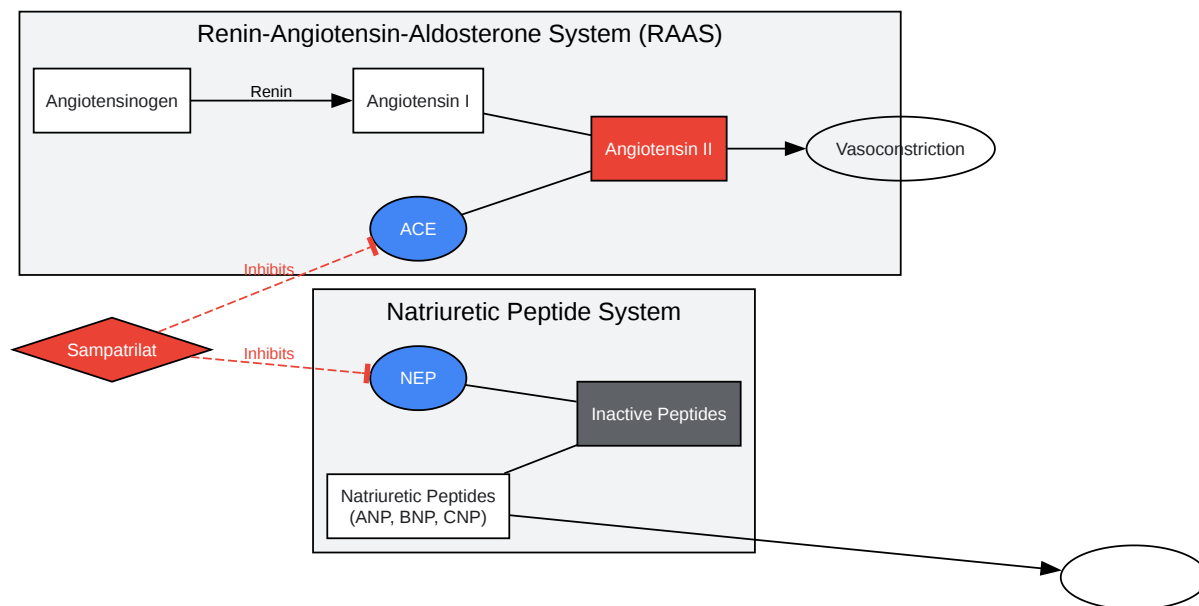 Renin-Angiotensin-Aldosterone System (RAAS)
Angiotensinogen
Renin
Angiotensin I
Angiotensin II
Vasoconstriction
ACE
Inhibits
Natriuretic Peptide System
Sampatrilat
Inhibits
NEP
Inactive Peptides
Natriuretic Peptides
(ANP, BNP, CNP)